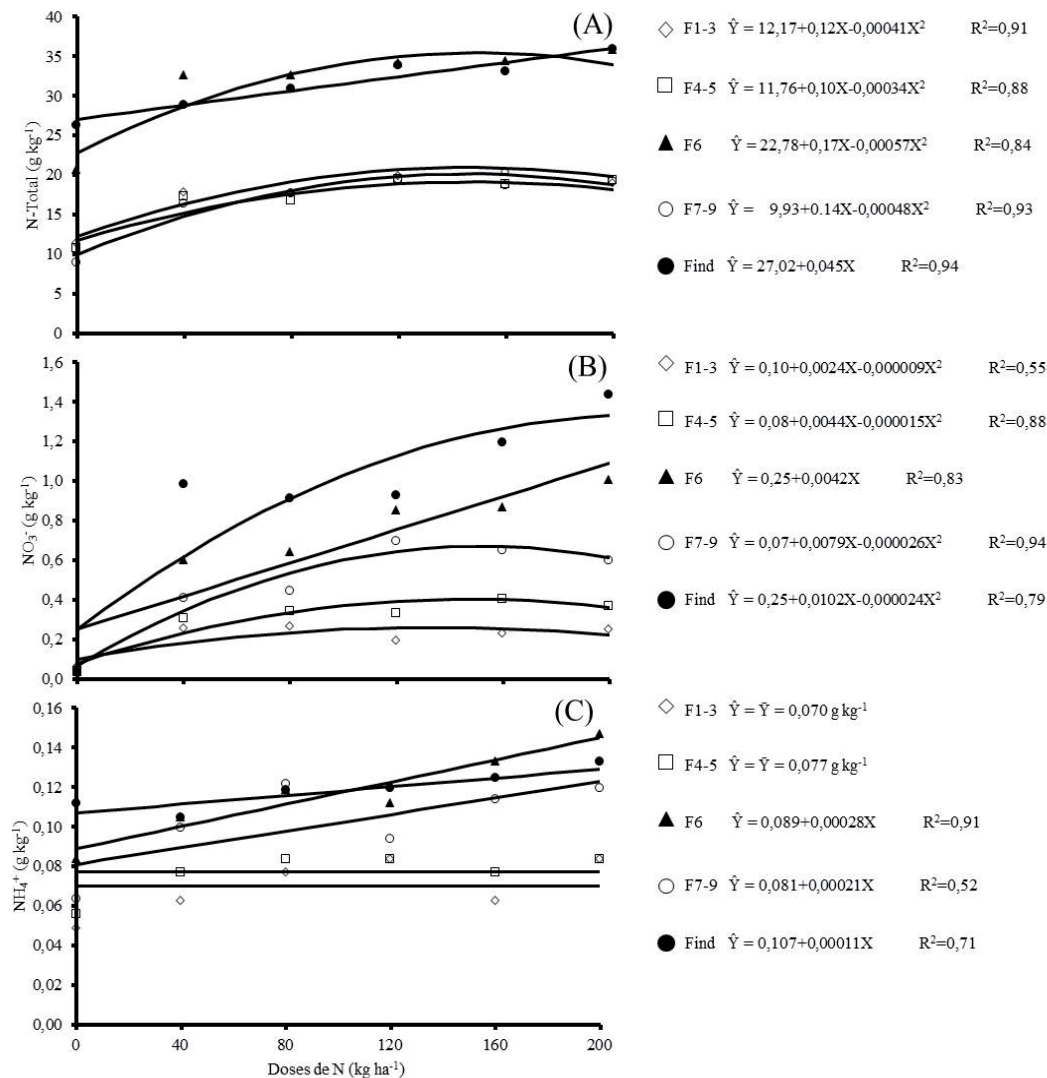 (A)
N-Total (g kg⁻¹)
40
35
30
25
20
15
10
5
0
F1-3 Ŷ = 12,17+0,12X-0,00041X² R²=0,91
F4-5 Ŷ = 11,76+0,10X-0,00034X² R²=0,88
F6 Ŷ = 22,78+0,17X-0,00057X² R²=0,84
F7-9 Ŷ = 9,93+0.14X-0,00048X² R²=0,93
Find Ŷ = 27,02+0,045X R²=0,94
(B)
NO₃⁻ (g kg⁻¹)
1,6
1,4
1,2
1,0
0,8
0,6
0,4
0,2
0,0
F1-3 Ŷ = 0,10+0,0024X-0,000009X² R²=0,55
F4-5 Ŷ = 0,08+0,0044X-0,000015X² R²=0,88
F6 Ŷ = 0,25+0,0042X R²=0,83
F7-9 Ŷ = 0,07+0,0079X-0,000026X² R²=0,94
Find Ŷ = 0,25+0,0102X-0,000024X² R²=0,79
(C)
NH₄⁺ (g kg⁻¹)
0,16
0,14
0,12
0,10
0,08
0,06
0,04
0,02
0,00
0 40 80 120 160 200
Doses de N (kg ha⁻¹)
F1-3 Ŷ = Ȳ = 0,070 g kg⁻¹
F4-5 Ŷ = Ȳ = 0,077 g kg⁻¹
F6 Ŷ = 0,089+0,00028X R²=0,91
F7-9 Ŷ = 0,081+0,00021X R²=0,52
Find Ŷ = 0,107+0,00011X R²=0,71